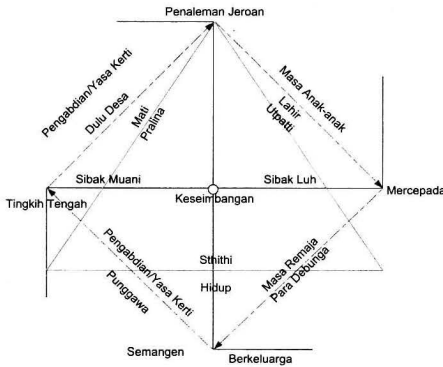 Penaleman Jeroan
Pengabdian/Yasa Kerti
Dulu Desa
Mati
Pralina
Masa Anak-anak
Lahir
Utpatti
Sibak Muani
Sibak Luh
Tingkih Tengah
Keseimbangan
Mercepada
Pengabdian/Yasa Kerti
Punggawa
Sthithi
Hidup
Masa Remaja
Para Debunga
Semangen
Berkeluarga